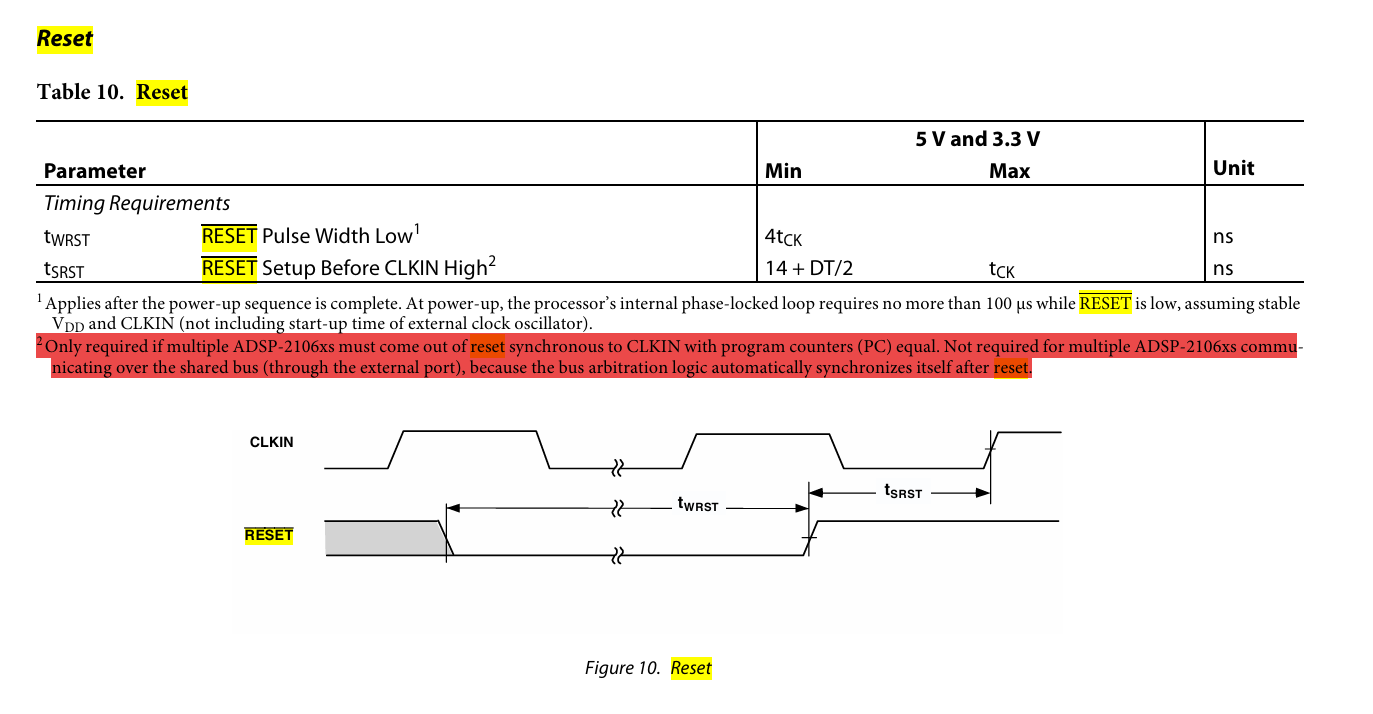 Reset
Table 10. Reset
5 V and 3.3 V
Parameter Min Max Unit
Timing Requirements
tWRST RESET Pulse Width Low1 4tCK ns
tSRST RESET Setup Before CLKIN High2 14 + DT/2 tCK ns
1 Applies after the power-up sequence is complete. At power-up, the processor’s internal phase-locked loop requires no more than 100 μs while RESET is low, assuming stable
VDD and CLKIN (not including start-up time of external clock oscillator).
2 Only required if multiple ADSP-2106xs must come out of reset synchronous to CLKIN with program counters (PC) equal. Not required for multiple ADSP-2106xs commu-
nicating over the shared bus (through the external port), because the bus arbitration logic automatically synchronizes itself after reset.
CLKIN
tSRST
tWRST
RESET
Figure 10. Reset